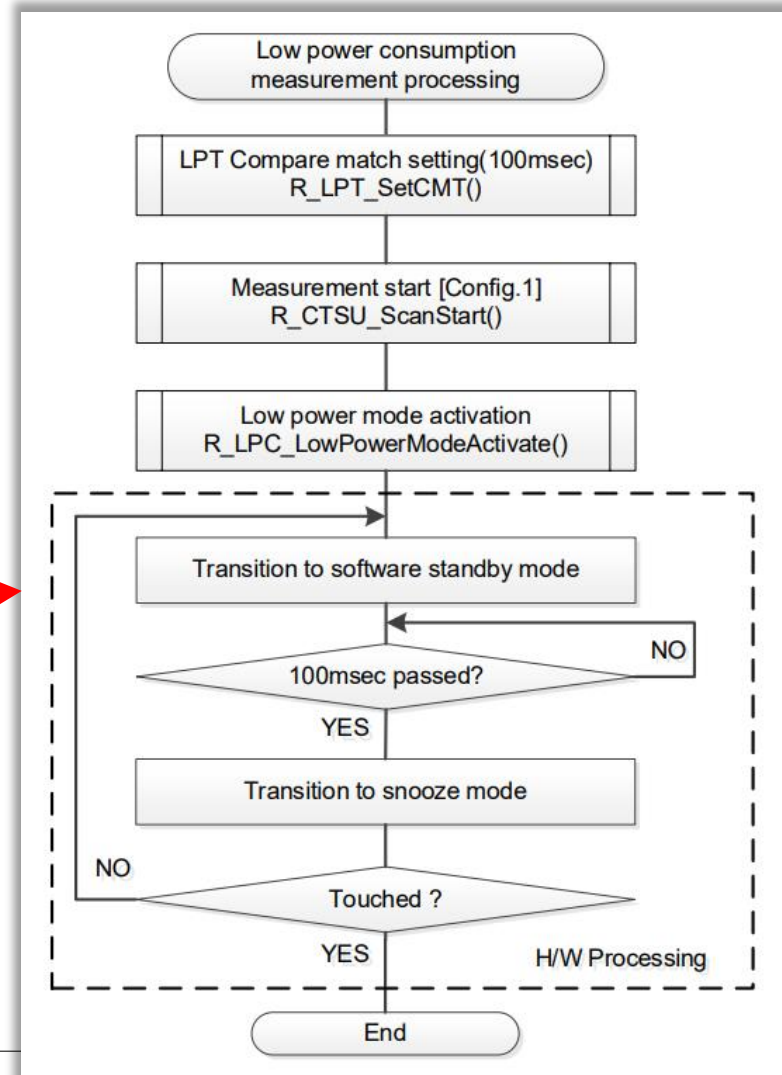 Low power consumption
measurement processing
LPT Compare match setting(100msec)
R_LPT_SetCMT()
Measurement start [Config.1]
R_CTSU_ScanStart()
Low power mode activation
R_LPC_LowPowerModeActivate()
Transition to software standby mode
NO
100msec passed?
YES
Transition to snooze mode
NO
Touched ?
YES
H/W Processing
End